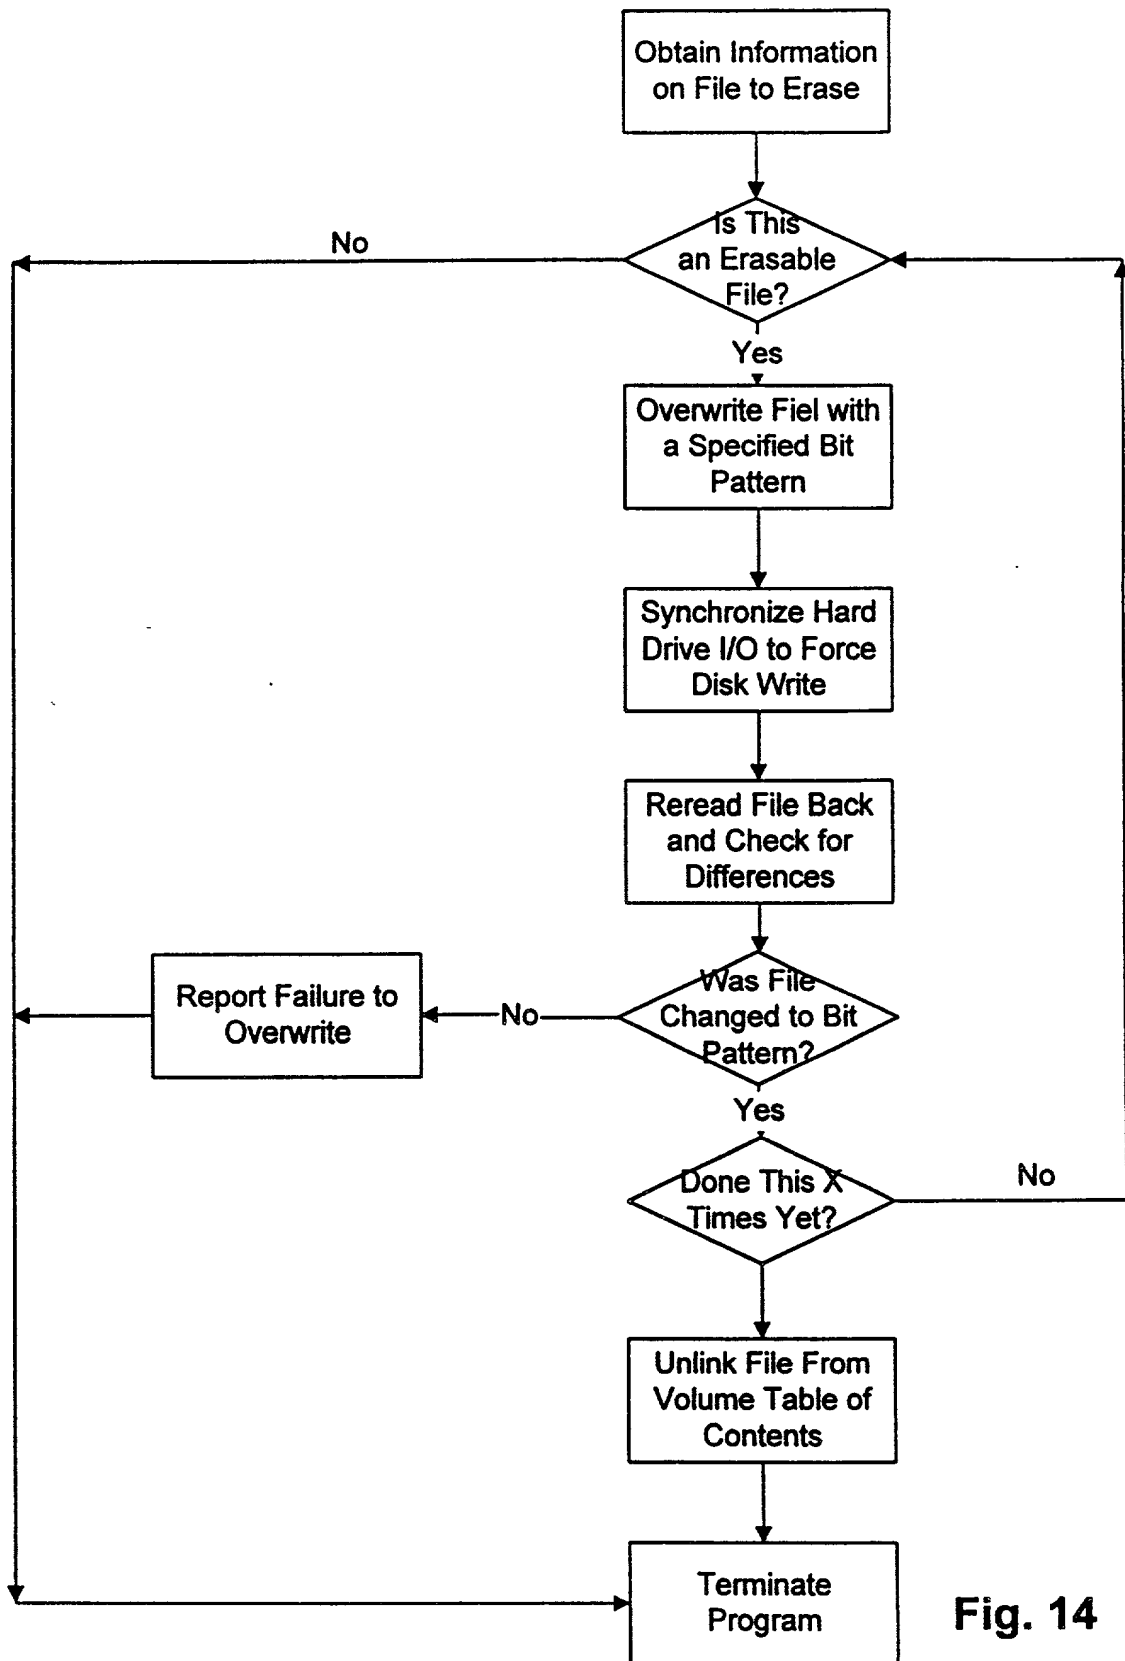 Obtain Information
on File to Erase
No
Is This
an Erasable
File?
Yes
Overwrite Fiel with
a Specified Bit
Pattern
Synchronize Hard
Drive I/O to Force
Disk Write
Reread File Back
and Check for
Differences
Report Failure to
Overwrite
No
Was File
Changed to Bit
Pattern?
Yes
Done This X
Times Yet?
No
Unlink File From
Volume Table of
Contents
Terminate
Program
Fig. 14